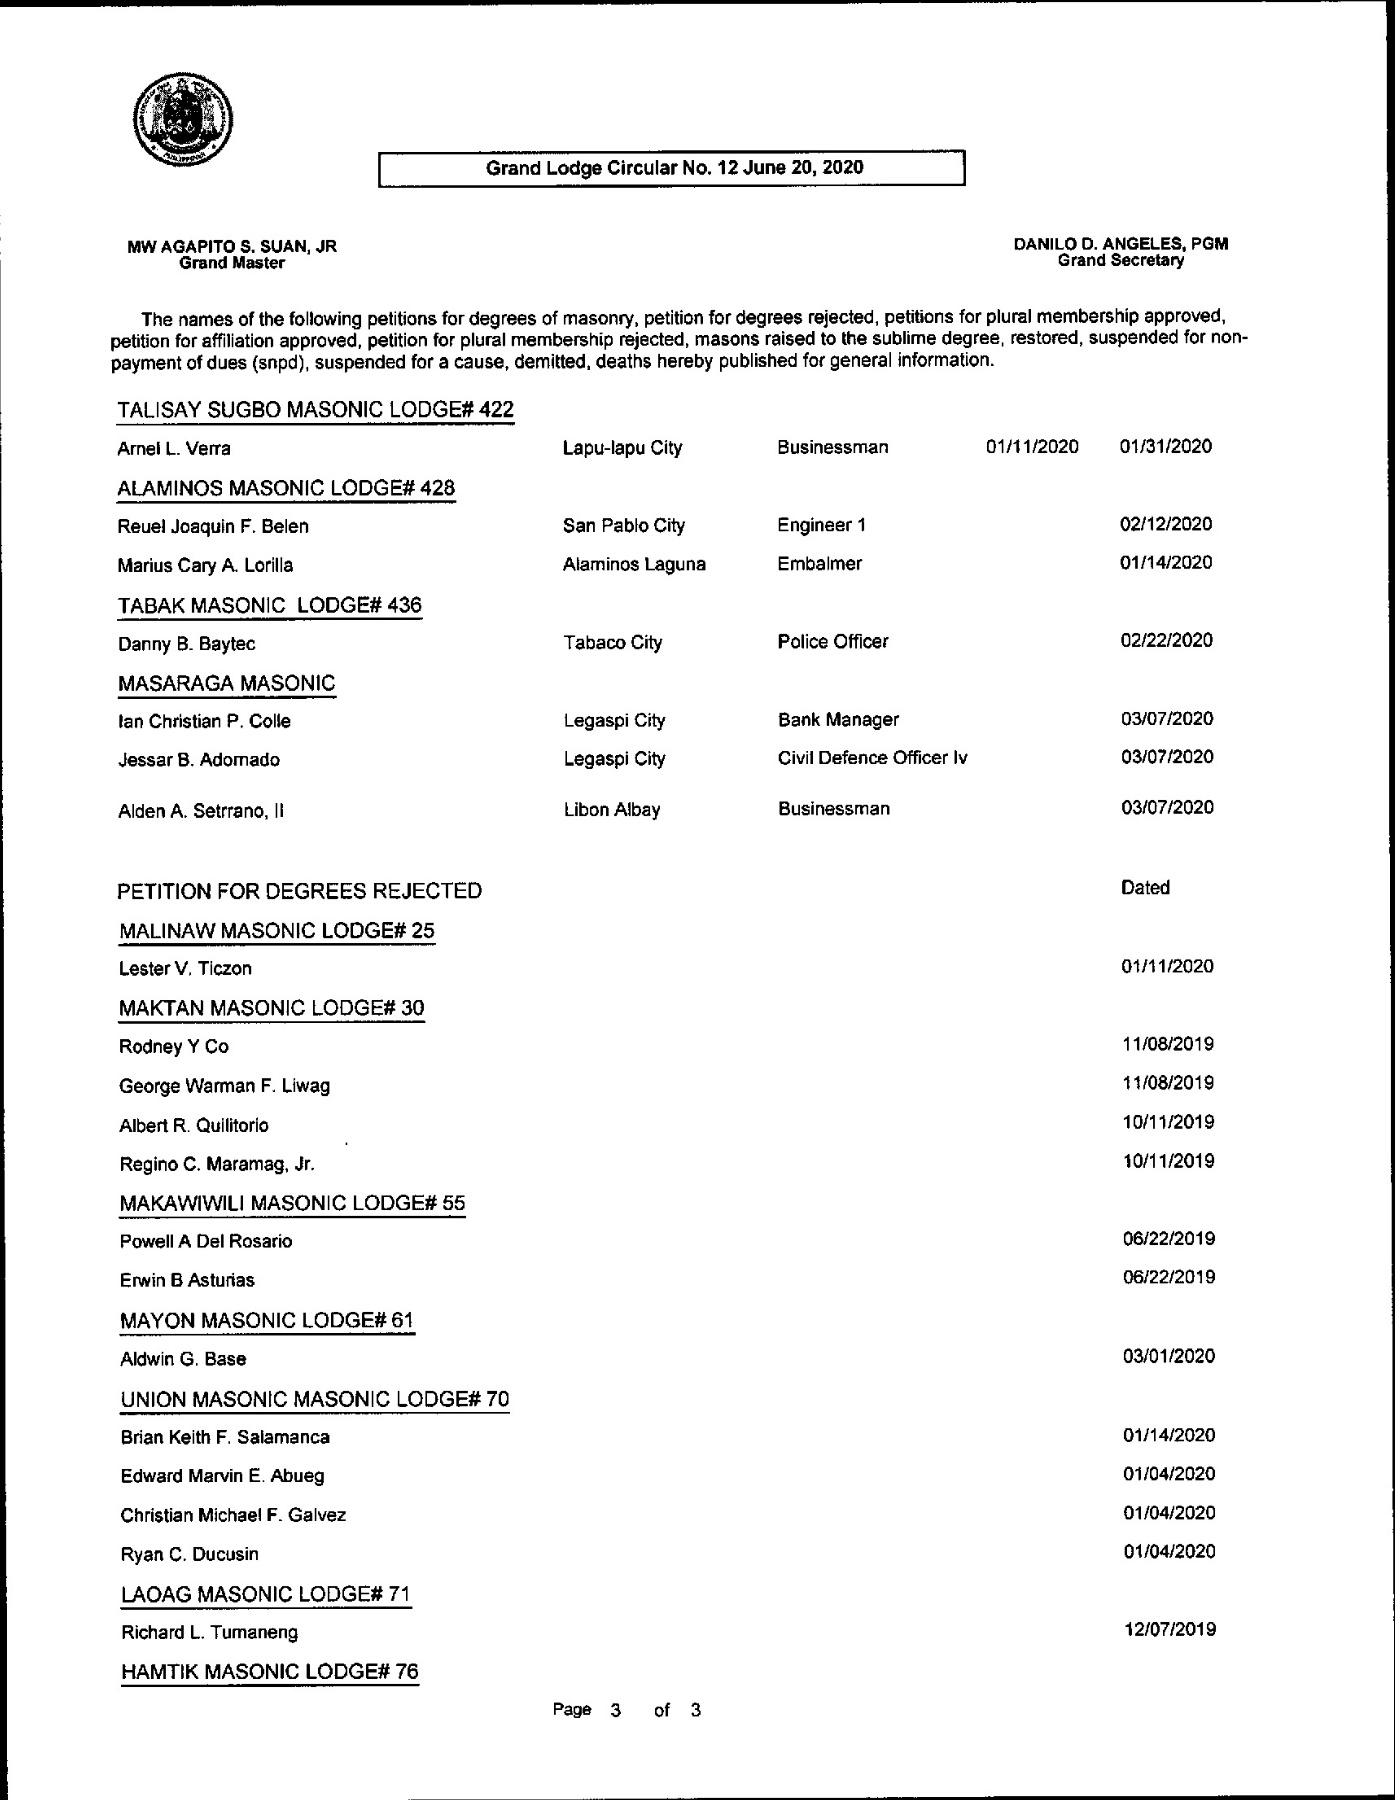 PHILIPPINES
Grand Lodge Circular No. 12 June 20, 2020
MW AGAPITO S. SUAN, JR
Grand Master
DANILO D. ANGELES, PGM
Grand Secretary
The names of the following petitions for degrees of masonry, petition for degrees rejected, petitions for plural membership approved,
petition for affiliation approved, petition for plural membership rejected, masons raised to the sublime degree, restored, suspended for non-
payment of dues (snpd), suspended for a cause, demitted, deaths hereby published for general information.
TALISAY SUGBO MASONIC LODGE# 422
Arnel L. Verra Lapu-lapu City Businessman 01/11/2020 01/31/2020
ALAMINOS MASONIC LODGE# 428
Reuel Joaquin F. Belen San Pablo City Engineer 1 02/12/2020
Marius Cary A. Lorilla Alaminos Laguna Embalmer 01/14/2020
TABAK MASONIC LODGE# 436
Danny B. Baytec Tabaco City Police Officer 02/22/2020
MASARAGA MASONIC
Ian Christian P. Colle Legaspi City Bank Manager 03/07/2020
Jessar B. Adornado Legaspi City Civil Defence Officer Iv 03/07/2020
Alden A. Setrrano, II Libon Albay Businessman 03/07/2020
PETITION FOR DEGREES REJECTED Dated
MALINAW MASONIC LODGE# 25
Lester V. Ticzon 01/11/2020
MAKTAN MASONIC LODGE# 30
Rodney Y Co 11/08/2019
George Warman F. Liwag 11/08/2019
Albert R. Quilitorio 10/11/2019
Regino C. Maramag, Jr. 10/11/2019
MAKAWIWILI MASONIC LODGE# 55
Powell A Del Rosario 06/22/2019
Erwin B Asturias 06/22/2019
MAYON MASONIC LODGE# 61
Aldwin G. Base 03/01/2020
UNION MASONIC MASONIC LODGE# 70
Brian Keith F. Salamanca 01/14/2020
Edward Marvin E. Abueg 01/04/2020
Christian Michael F. Galvez 01/04/2020
Ryan C. Ducusin 01/04/2020
LAOAG MASONIC LODGE# 71
Richard L. Tumaneng 12/07/2019
HAMTIK MASONIC LODGE# 76
Page 3 of 3